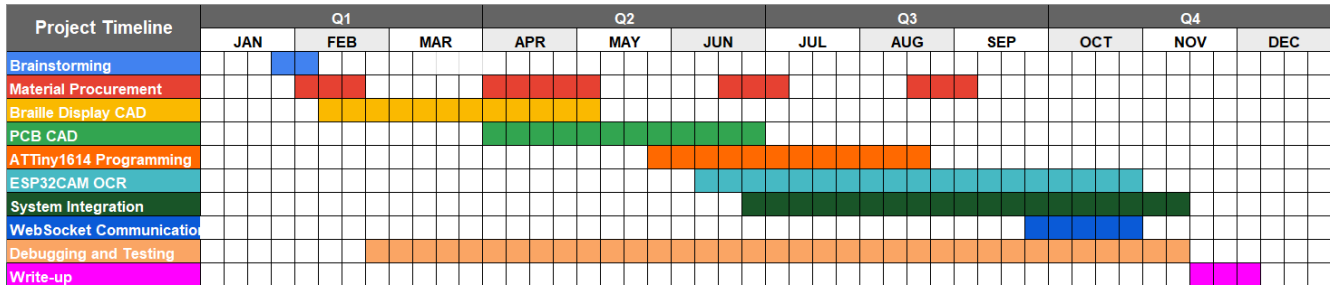 Project Timeline Q1 Q2 Q3 Q4
JAN FEB MAR APR MAY JUN JUL AUG SEP OCT NOV DEC
Brainstorming
Material Procurement
Braille Display CAD
PCB CAD
ATTiny1614 Programming
ESP32CAM OCR
System Integration
WebSocket Communication
Debugging and Testing
Write-up